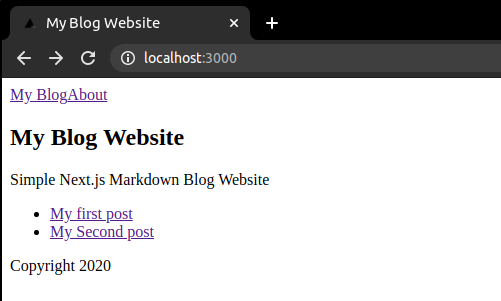 My Blog Website
localhost:3000
My BlogAbout
My Blog Website
Simple Next.js Markdown Blog Website
My first post
My Second post
Copyright 2020